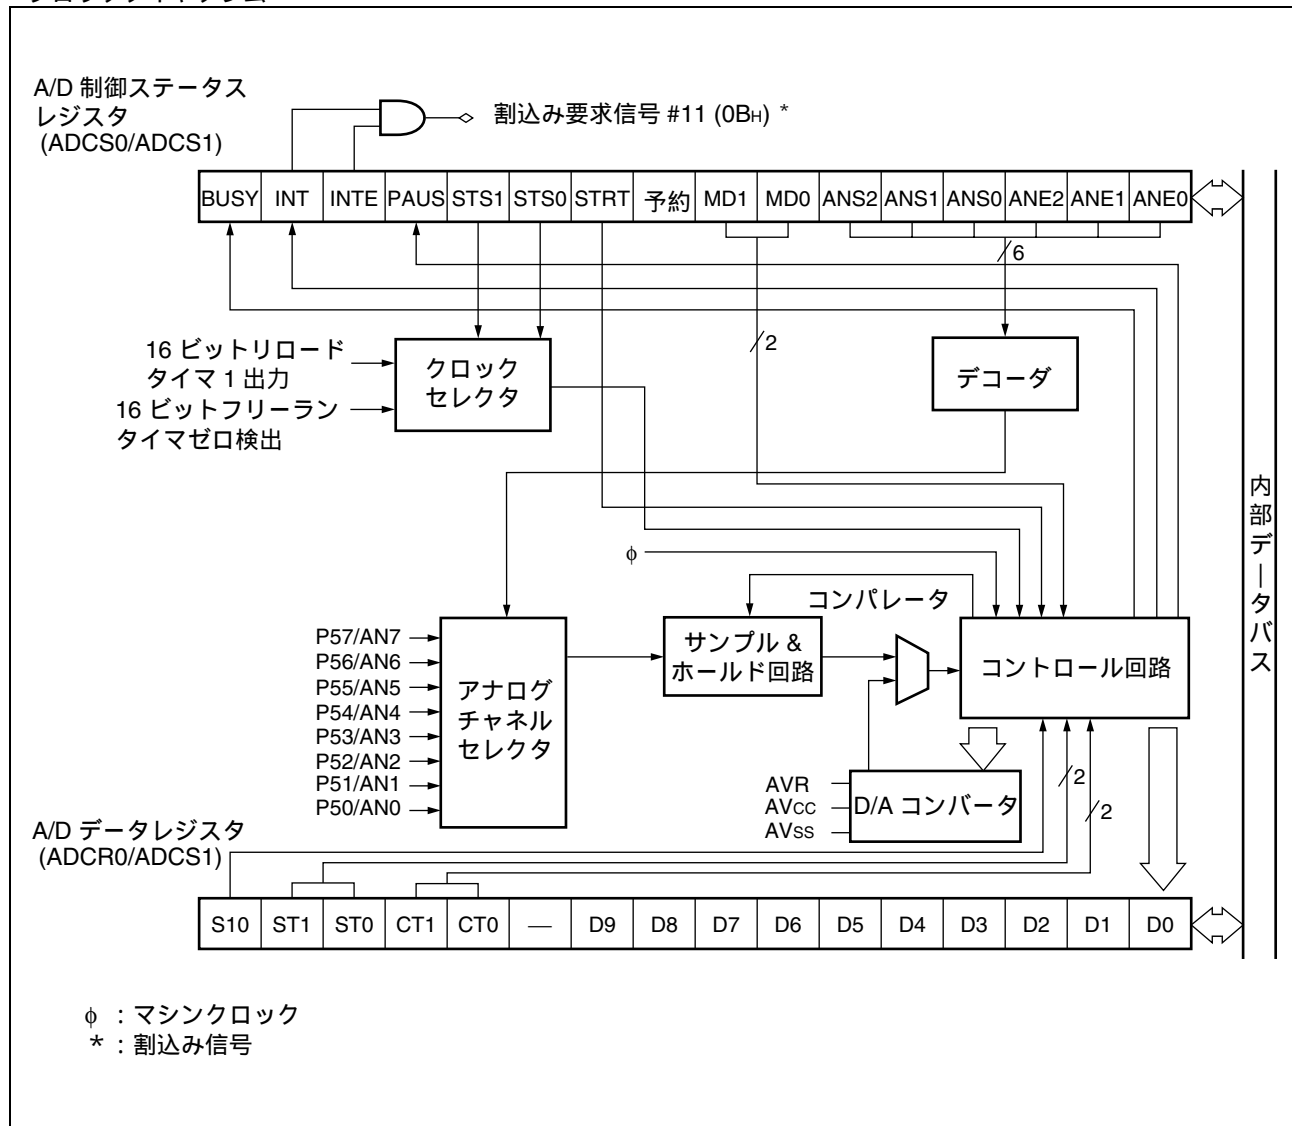 A/D 制御ステータス
レジスタ
(ADCS0/ADCS1)
割込み要求信号 #11 (0BH) *
BUSY INT INTE PAUS STS1 STS0 STRT 予約 MD1 MD0 ANS2 ANS1 ANS0 ANE2 ANE1 ANE0
6
2
16 ビットリロード
タイマ 1 出力
16 ビットフリーラン
タイマゼロ検出
クロック
セレクタ
デコーダ
内部データバス
φ
コンパレータ
P57/AN7
P56/AN6
P55/AN5
P54/AN4
P53/AN3
P52/AN2
P51/AN1
P50/AN0
アナログ
チャネル
セレクタ
サンプル &
ホールド回路
コントロール回路
AVR
AVCC
AVSS
D/A コンバータ
2
2
A/D データレジスタ
(ADCR0/ADCS1)
S10 ST1 ST0 CT1 CT0 — D9 D8 D7 D6 D5 D4 D3 D2 D1 D0
φ : マシンクロック
* : 割込み信号